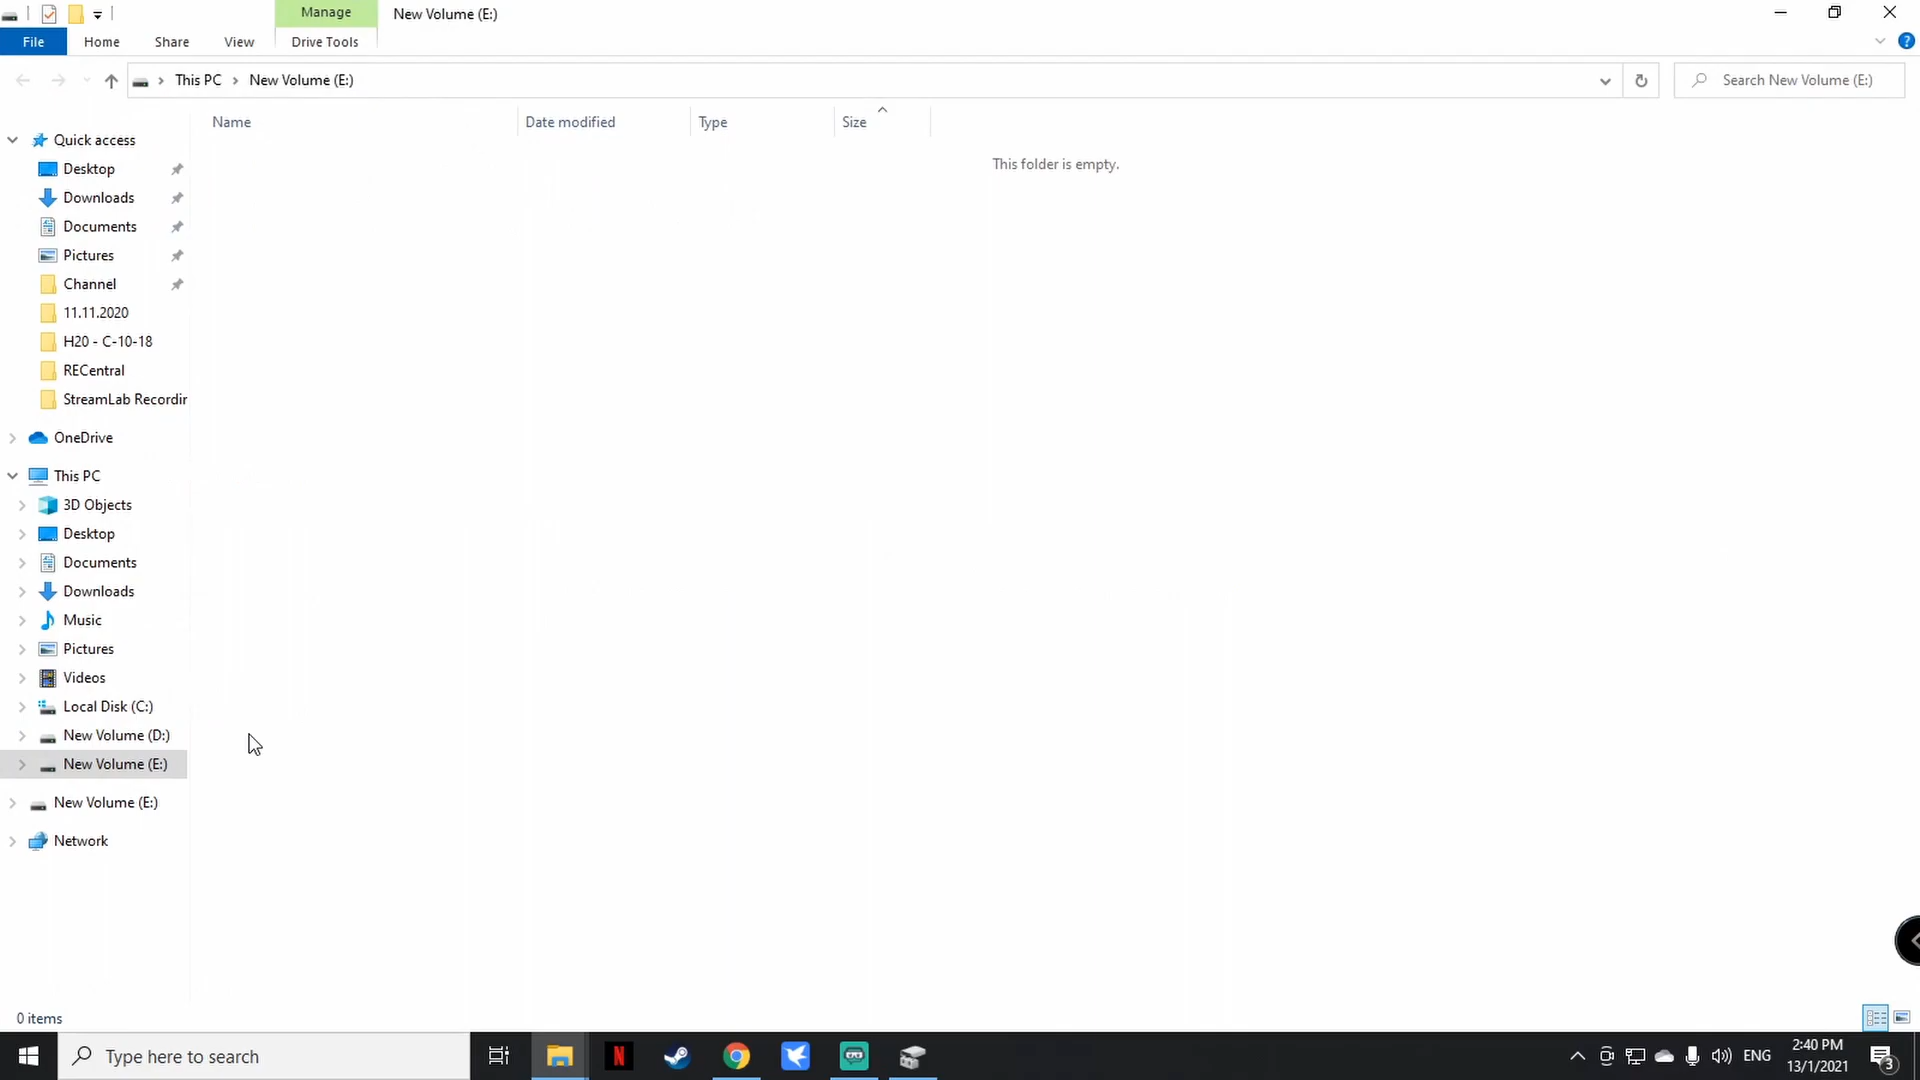 Manage
New Volume (E:)
File
Home
Share
View
Drive Tools
This PC
New Volume (E:)
Search New Volume (E:)
Name
Date modified
Type
Size
This folder is empty.
Quick access
Desktop
Downloads
Documents
Pictures
Channel
11.11.2020
H20 - C-10-18
RECentral
StreamLab Recordir
OneDrive
This PC
3D Objects
Desktop
Documents
Downloads
Music
Pictures
Videos
Local Disk (C:)
New Volume (D:)
New Volume (E:)
New Volume (E:)
Network
0 items
Type here to search
N
ENG
2:40 PM
13/1/2021
3